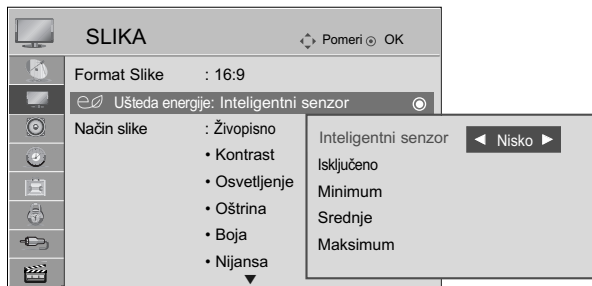 SLIKA
Pomeri OK
Format Slike : 16:9
Ušteda energije: Inteligentni senzor
Način slike : Živopisno
• Kontrast
• Osvetljenje
• Oštrina
• Boja
• Nijansa
Inteligentni senzor ◄ Nisko ►
Isključeno
Minimum
Srednje
Maksimum